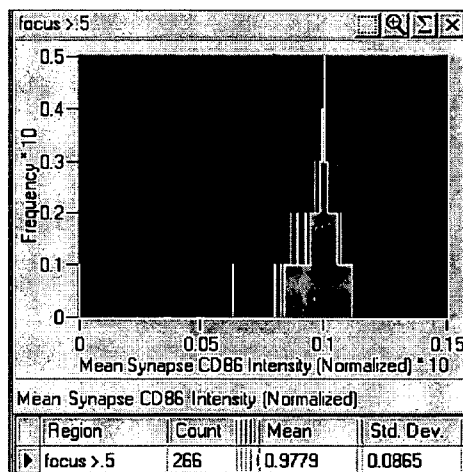 focus >.5
0.5
0.4
0.3
0.2
0.1
0
Frequency * 10
0 0.05 0.1 0.15
Mean Synapse CD86 Intensity (Normalized) * 10
Mean Synapse CD86 Intensity (Normalized)
Region Count Mean Std. Dev.
focus >.5 266 0.9779 0.0865